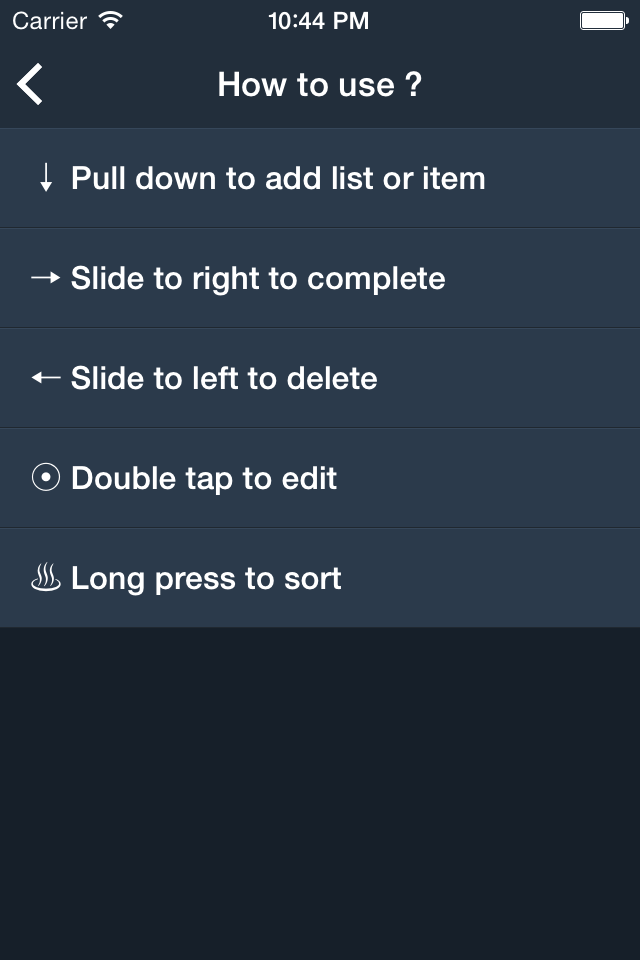 Carrier 10:44 PM
How to use ?
↓ Pull down to add list or item
→ Slide to right to complete
← Slide to left to delete
☉ Double tap to edit
♨ Long press to sort